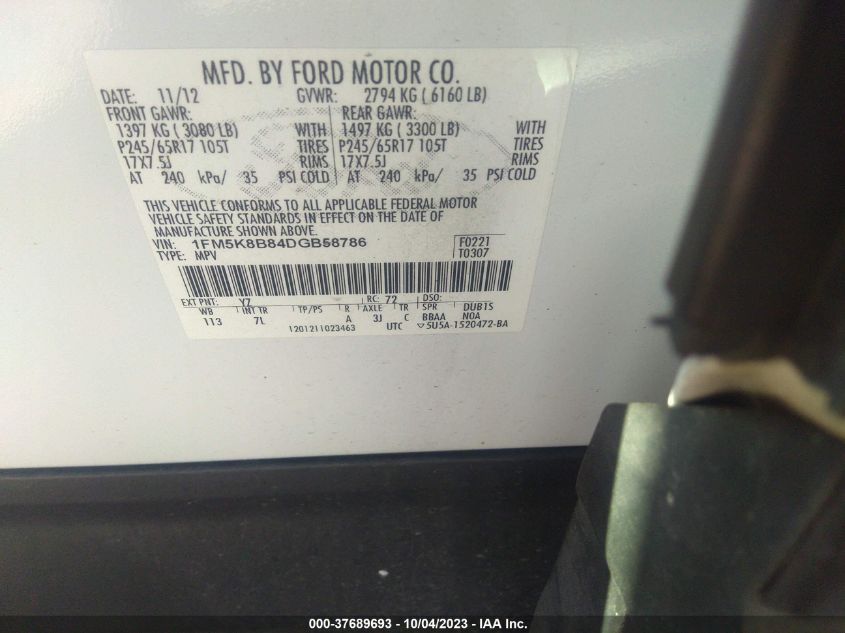 MFD. BY FORD MOTOR CO.
DATE: 11/12 GVWR: 2794 KG ( 6160 LB)
FRONT GAWR: REAR GAWR:
1397 KG ( 3080 LB) WITH 1497 KG ( 3300 LB) WITH
P245/65R17 105T TIRES P245/65R17 105T TIRES
17X7.5J RIMS 17X7.5J RIMS
AT 240 kPa/ 35 PSI COLD AT 240 kPa/ 35 PSI COLD
THIS VEHICLE CONFORMS TO ALL APPLICABLE FEDERAL MOTOR
VEHICLE SAFETY STANDARDS IN EFFECT ON THE DATE OF
MANUFACTURE SHOWN ABOVE.
VIN: 1FM5K8B84DGB58786 F0221
TYPE: MPV T0307
EXT PNT: YZ RC: 72 DSO:
WB INT TR TP/PS R AXLE TR SPR DUB1S
113 7L A 3J C BBAA NOA
1201211023463 UTC ▽5U5A-1520472-BA
000-37689693 - 10/04/2023 - IAA Inc.